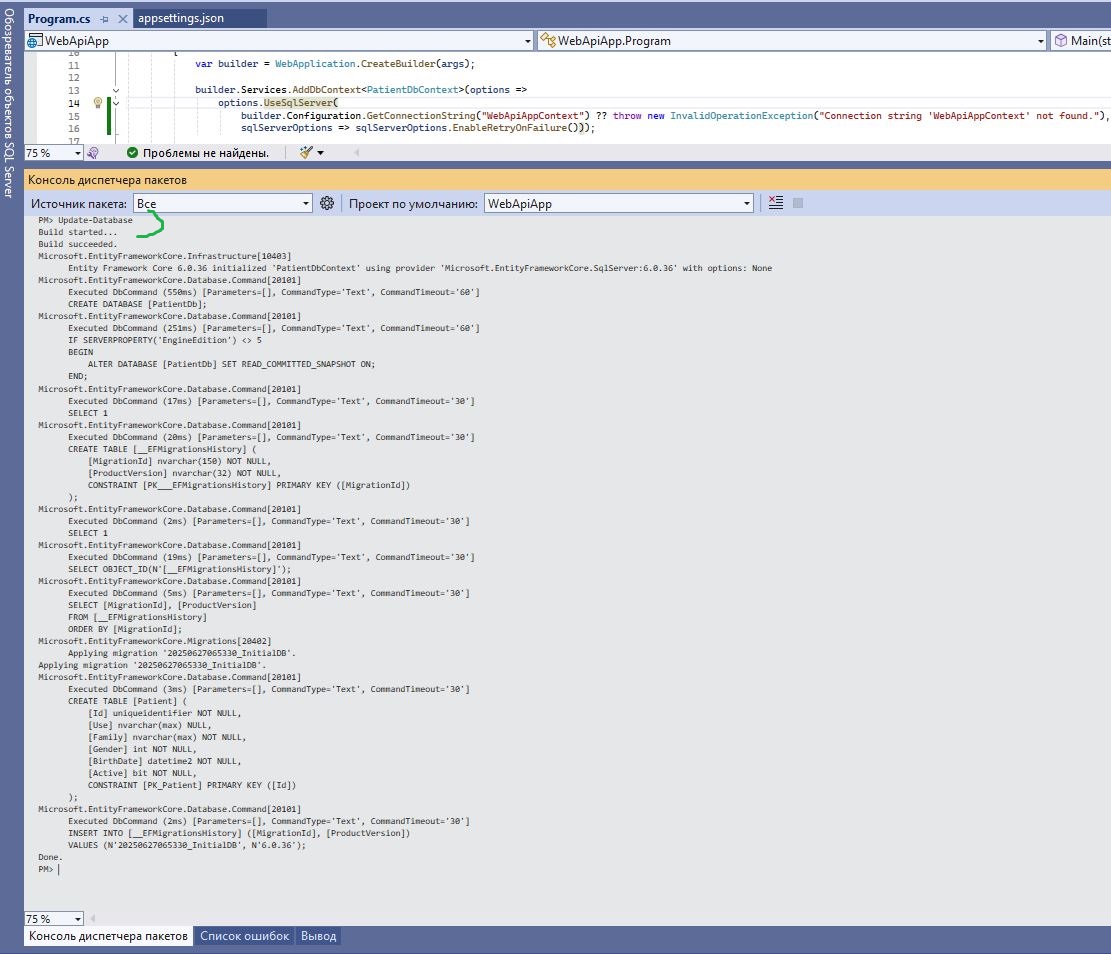 Обозреватель объектов SQL Server
Program.cs
appsettings.json
WebApiApp
WebApiApp.Program
Main(st
10 {
11 var builder = WebApplication.CreateBuilder(args);
12
13 builder.Services.AddDbContext<PatientDbContext>(options =>
14 options.UseSqlServer(
15 builder.Configuration.GetConnectionString("WebApiAppContext") ?? throw new InvalidOperationException("Connection string 'WebApiAppContext' not found."),
16 sqlServerOptions => sqlServerOptions.EnableRetryOnFailure()));
17
75 %
Проблемы не найдены.
Консоль диспетчера пакетов
Источник пакета: Все
Проект по умолчанию: WebApiApp
PM> Update-Database
Build started...
Build succeeded.
Microsoft.EntityFrameworkCore.Infrastructure[10403]
Entity Framework Core 6.0.36 initialized 'PatientDbContext' using provider 'Microsoft.EntityFrameworkCore.SqlServer:6.0.36' with options: None
Microsoft.EntityFrameworkCore.Database.Command[20101]
Executed DbCommand (550ms) [Parameters=[], CommandType='Text', CommandTimeout='60']
CREATE DATABASE [PatientDb];
Microsoft.EntityFrameworkCore.Database.Command[20101]
Executed DbCommand (251ms) [Parameters=[], CommandType='Text', CommandTimeout='60']
IF SERVERPROPERTY('EngineEdition') <> 5
BEGIN
ALTER DATABASE [PatientDb] SET READ_COMMITTED_SNAPSHOT ON;
END;
Microsoft.EntityFrameworkCore.Database.Command[20101]
Executed DbCommand (17ms) [Parameters=[], CommandType='Text', CommandTimeout='30']
SELECT 1
Microsoft.EntityFrameworkCore.Database.Command[20101]
Executed DbCommand (20ms) [Parameters=[], CommandType='Text', CommandTimeout='30']
CREATE TABLE [__EFMigrationsHistory] (
[MigrationId] nvarchar(150) NOT NULL,
[ProductVersion] nvarchar(32) NOT NULL,
CONSTRAINT [PK___EFMigrationsHistory] PRIMARY KEY ([MigrationId])
);
Microsoft.EntityFrameworkCore.Database.Command[20101]
Executed DbCommand (2ms) [Parameters=[], CommandType='Text', CommandTimeout='30']
SELECT 1
Microsoft.EntityFrameworkCore.Database.Command[20101]
Executed DbCommand (19ms) [Parameters=[], CommandType='Text', CommandTimeout='30']
SELECT OBJECT_ID(N'[__EFMigrationsHistory]');
Microsoft.EntityFrameworkCore.Database.Command[20101]
Executed DbCommand (5ms) [Parameters=[], CommandType='Text', CommandTimeout='30']
SELECT [MigrationId], [ProductVersion]
FROM [__EFMigrationsHistory]
ORDER BY [MigrationId];
Microsoft.EntityFrameworkCore.Migrations[20402]
Applying migration '20250627065330_InitialDB'.
Applying migration '20250627065330_InitialDB'.
Microsoft.EntityFrameworkCore.Database.Command[20101]
Executed DbCommand (3ms) [Parameters=[], CommandType='Text', CommandTimeout='30']
CREATE TABLE [Patient] (
[Id] uniqueidentifier NOT NULL,
[Use] nvarchar(max) NULL,
[Family] nvarchar(max) NOT NULL,
[Gender] int NOT NULL,
[BirthDate] datetime2 NOT NULL,
[Active] bit NOT NULL,
CONSTRAINT [PK_Patient] PRIMARY KEY ([Id])
);
Microsoft.EntityFrameworkCore.Database.Command[20101]
Executed DbCommand (2ms) [Parameters=[], CommandType='Text', CommandTimeout='30']
INSERT INTO [__EFMigrationsHistory] ([MigrationId], [ProductVersion])
VALUES (N'20250627065330_InitialDB', N'6.0.36');
Done.
PM>
75 %
Консоль диспетчера пакетов
Список ошибок
Вывод